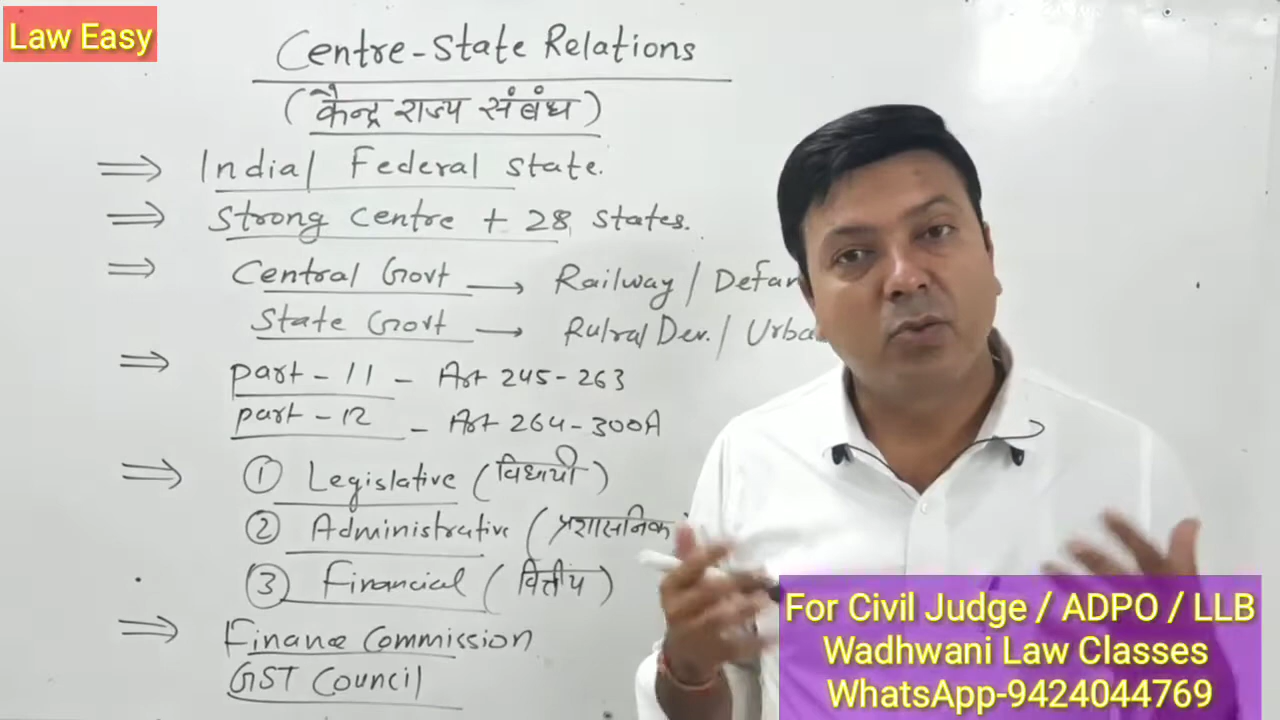 Law Easy
Centre-State Relations
(केन्द्र राज्य संबंध)
⇒ India/ Federal state.
⇒ Strong Centre + 28 States.
⇒ Central Govt → Railway / Defan
State Govt → Rulral Dev. / Urba
⇒ part - 11 - Art 245-263
part - 12 - Art 264-300A
⇒ ① Legislative (विधायी)
② Administrative (प्रशासनिक
③ Financial (वित्तीय)
⇒ Finance Commission
GST Council
For Civil Judge / ADPO / LLB
Wadhwani Law Classes
WhatsApp-9424044769